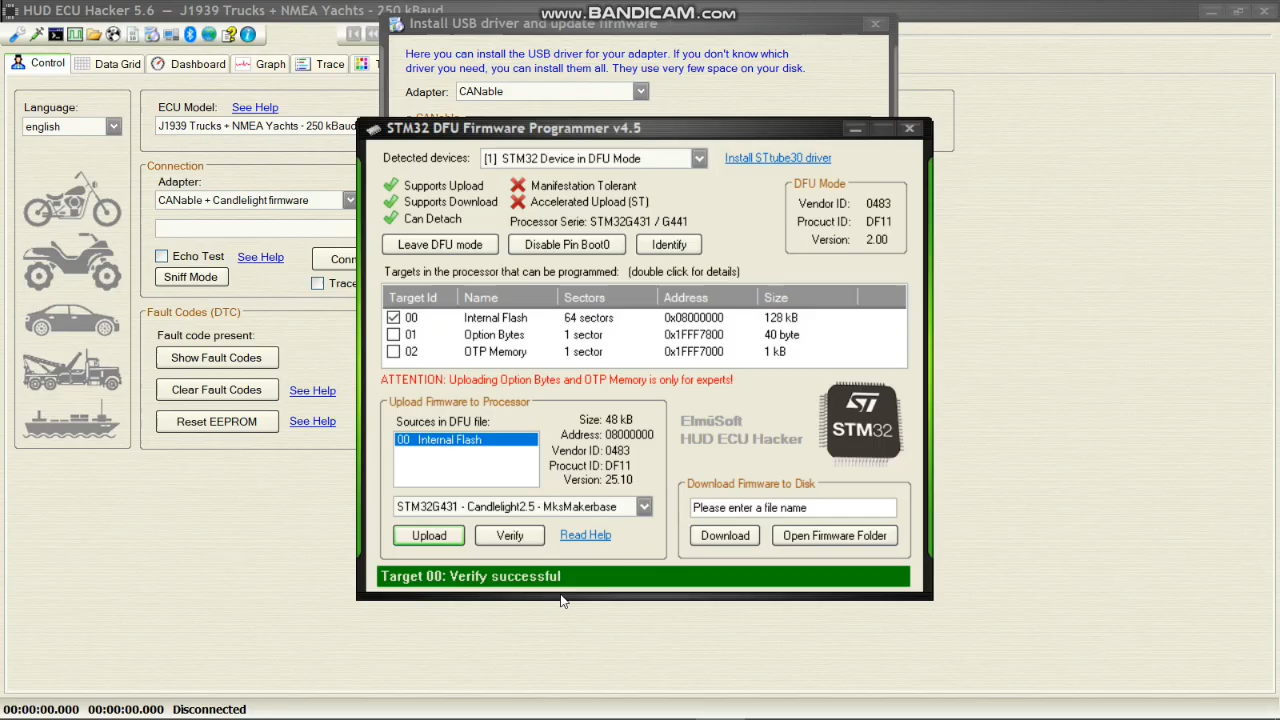 HUD ECU Hacker 5.6 – J1939 Trucks + NMEA Yachts - 250 kBaud
www.BANDICAM.com
Install USB driver and update firmware
Here you can install the USB driver for your adapter. If you don't know which
driver you need, you can install them all. They use very few space on your disk.
Adapter: CANable
Control
Data Grid
Dashboard
Graph
Trace
Language:
english
ECU Model: See Help
J1939 Trucks + NMEA Yachts - 250 kBaud
Connection
Adapter:
CANable + Candlelight firmware
Echo Test See Help
Sniff Mode
Fault Codes (DTC)
Fault code present:
Show Fault Codes
Clear Fault Codes See Help
Reset EEPROM See Help
STM32 DFU Firmware Programmer v4.5
Detected devices: [1] STM32 Device in DFU Mode Install STtube30 driver
Supports Upload Manifestation Tolerant
Supports Download Accelerated Upload (ST)
Can Detach Processor Serie: STM32G431 / G441
DFU Mode
Vendor ID: 0483
Procuct ID: DF11
Version: 2.00
Leave DFU mode Disable Pin Boot0 Identify
Targets in the processor that can be programmed: (double click for details)
Target Id Name Sectors Address Size
00 Internal Flash 64 sectors 0x08000000 128 kB
01 Option Bytes 1 sector 0x1FFF7800 40 byte
02 OTP Memory 1 sector 0x1FFF7000 1 kB
ATTENTION: Uploading Option Bytes and OTP Memory is only for experts!
Upload Firmware to Processor
Sources in DFU file:
00 Internal Flash
Size: 48 kB
Address: 08000000
Vendor ID: 0483
Procuct ID: DF11
Version: 25.10
STM32G431 - Candlelight2.5 - MksMakerbase
Upload Verify Read Help
ElmüSoft
HUD ECU Hacker
STM32
Download Firmware to Disk
Please enter a file name
Download Open Firmware Folder
Target 00: Verify successful
00:00:00.000 00:00:00.000 Disconnected